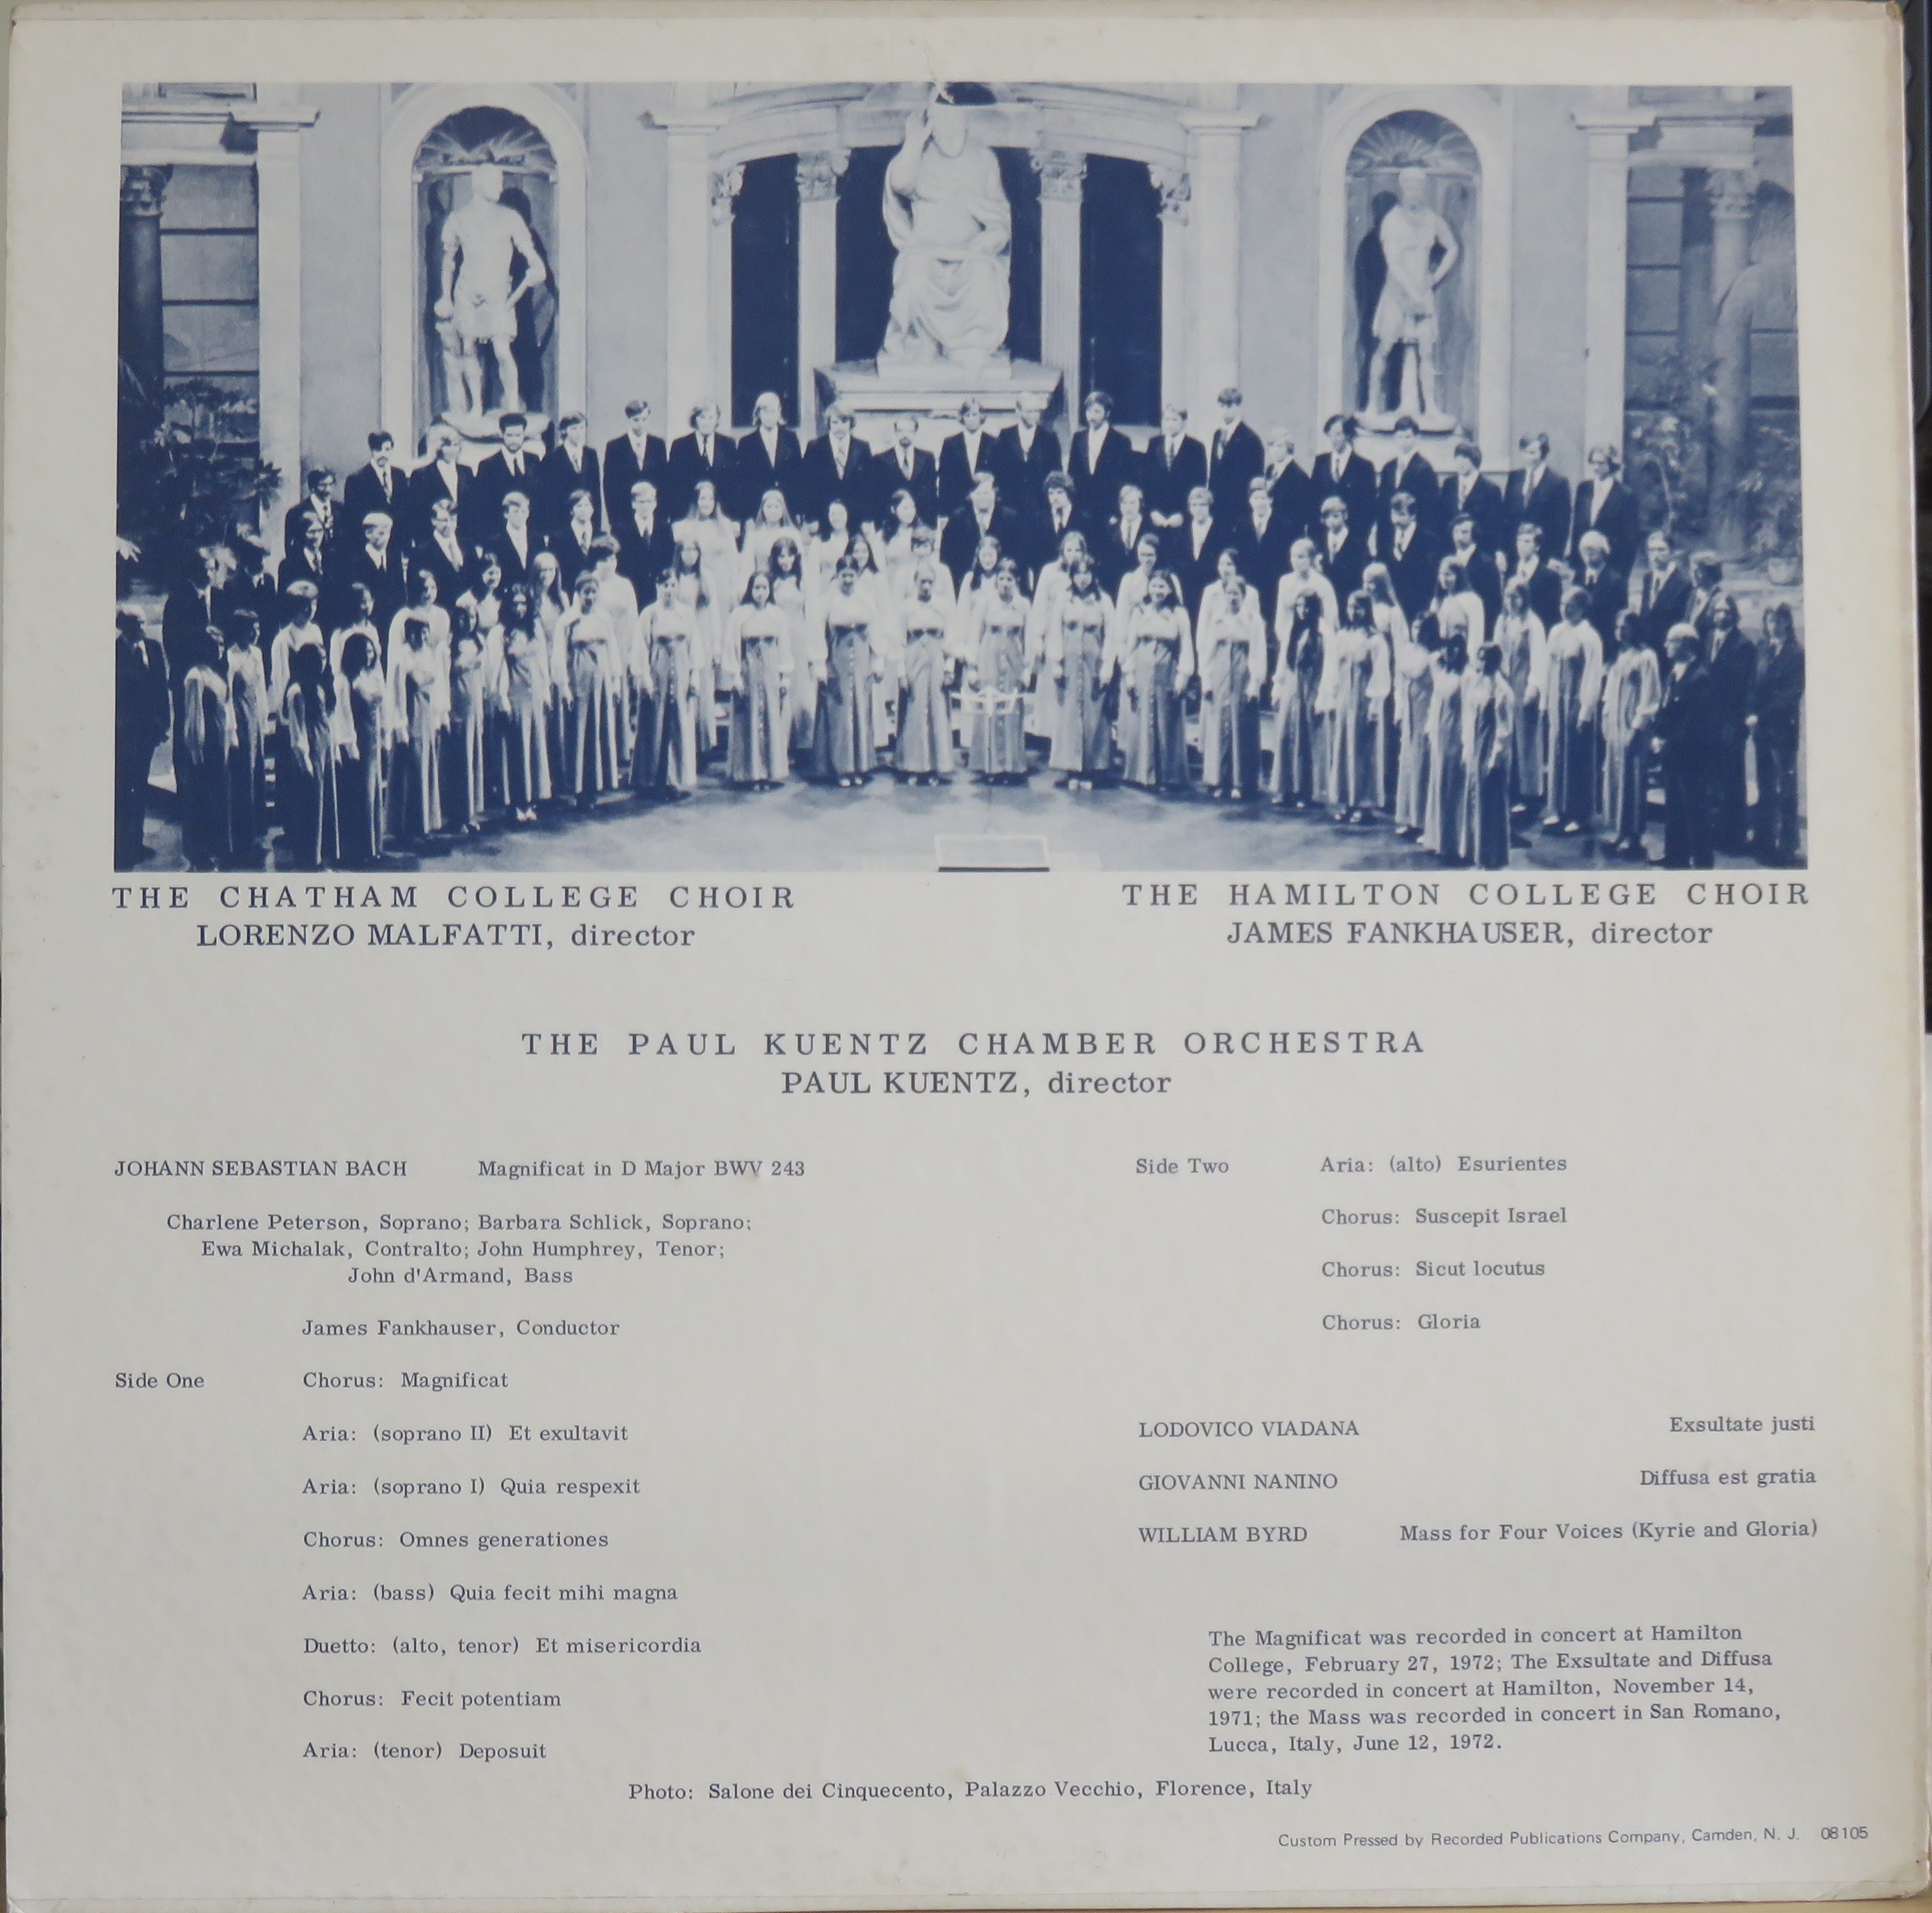 THE CHATHAM COLLEGE CHOIR
LORENZO MALFATTI, director
THE HAMILTON COLLEGE CHOIR
JAMES FANKHAUSER, director
THE PAUL KUENTZ CHAMBER ORCHESTRA
PAUL KUENTZ, director
JOHANN SEBASTIAN BACH Magnificat in D Major BWV 243
Charlene Peterson, Soprano; Barbara Schlick, Soprano;
Ewa Michalak, Contralto; John Humphrey, Tenor;
John d'Armand, Bass
James Fankhauser, Conductor
Side One Chorus: Magnificat
Aria: (soprano II) Et exultavit
Aria: (soprano I) Quia respexit
Chorus: Omnes generationes
Aria: (bass) Quia fecit mihi magna
Duetto: (alto, tenor) Et misericordia
Chorus: Fecit potentiam
Aria: (tenor) Deposuit
Side Two Aria: (alto) Esurientes
Chorus: Suscepit Israel
Chorus: Sicut locutus
Chorus: Gloria
LODOVICO VIADANA Exsultate justi
GIOVANNI NANINO Diffusa est gratia
WILLIAM BYRD Mass for Four Voices (Kyrie and Gloria)
The Magnificat was recorded in concert at Hamilton
College, February 27, 1972; The Exsultate and Diffusa
were recorded in concert at Hamilton, November 14,
1971; the Mass was recorded in concert in San Romano,
Lucca, Italy, June 12, 1972.
Photo: Salone dei Cinquecento, Palazzo Vecchio, Florence, Italy
Custom Pressed by Recorded Publications Company, Camden, N. J. 08105